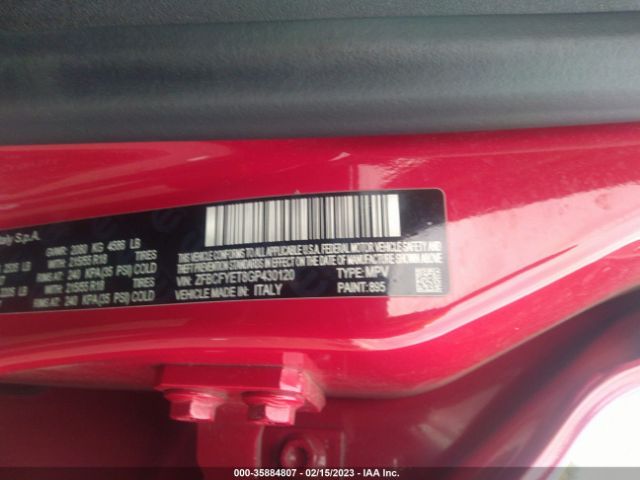 Italy S.p.A.
GVWR: 2080 KG 4586 LB
THIS VEHICLE CONFORMS TO ALL APPLICABLE U.S.A. FEDERAL MOTOR VEHICLE
SAFETY, BUMPER, AND THEFT PREVENTION STANDARDS IN EFFECT
ON THE DATE OF MANUFACTURE SHOWN ABOVE.
WITH: 215/55 R18 TIRES
RIMS AT: 240 KPA(35 PSI) COLD
WITH: 215/55 R18 TIRES
RIMS AT: 240 KPA(35 PSI) COLD
VIN: ZFBCFYET8GP430120 TYPE: MPV
VEHICLE MADE IN: ITALY PAINT: 895
000-35884807 - 02/15/2023 - IAA Inc.